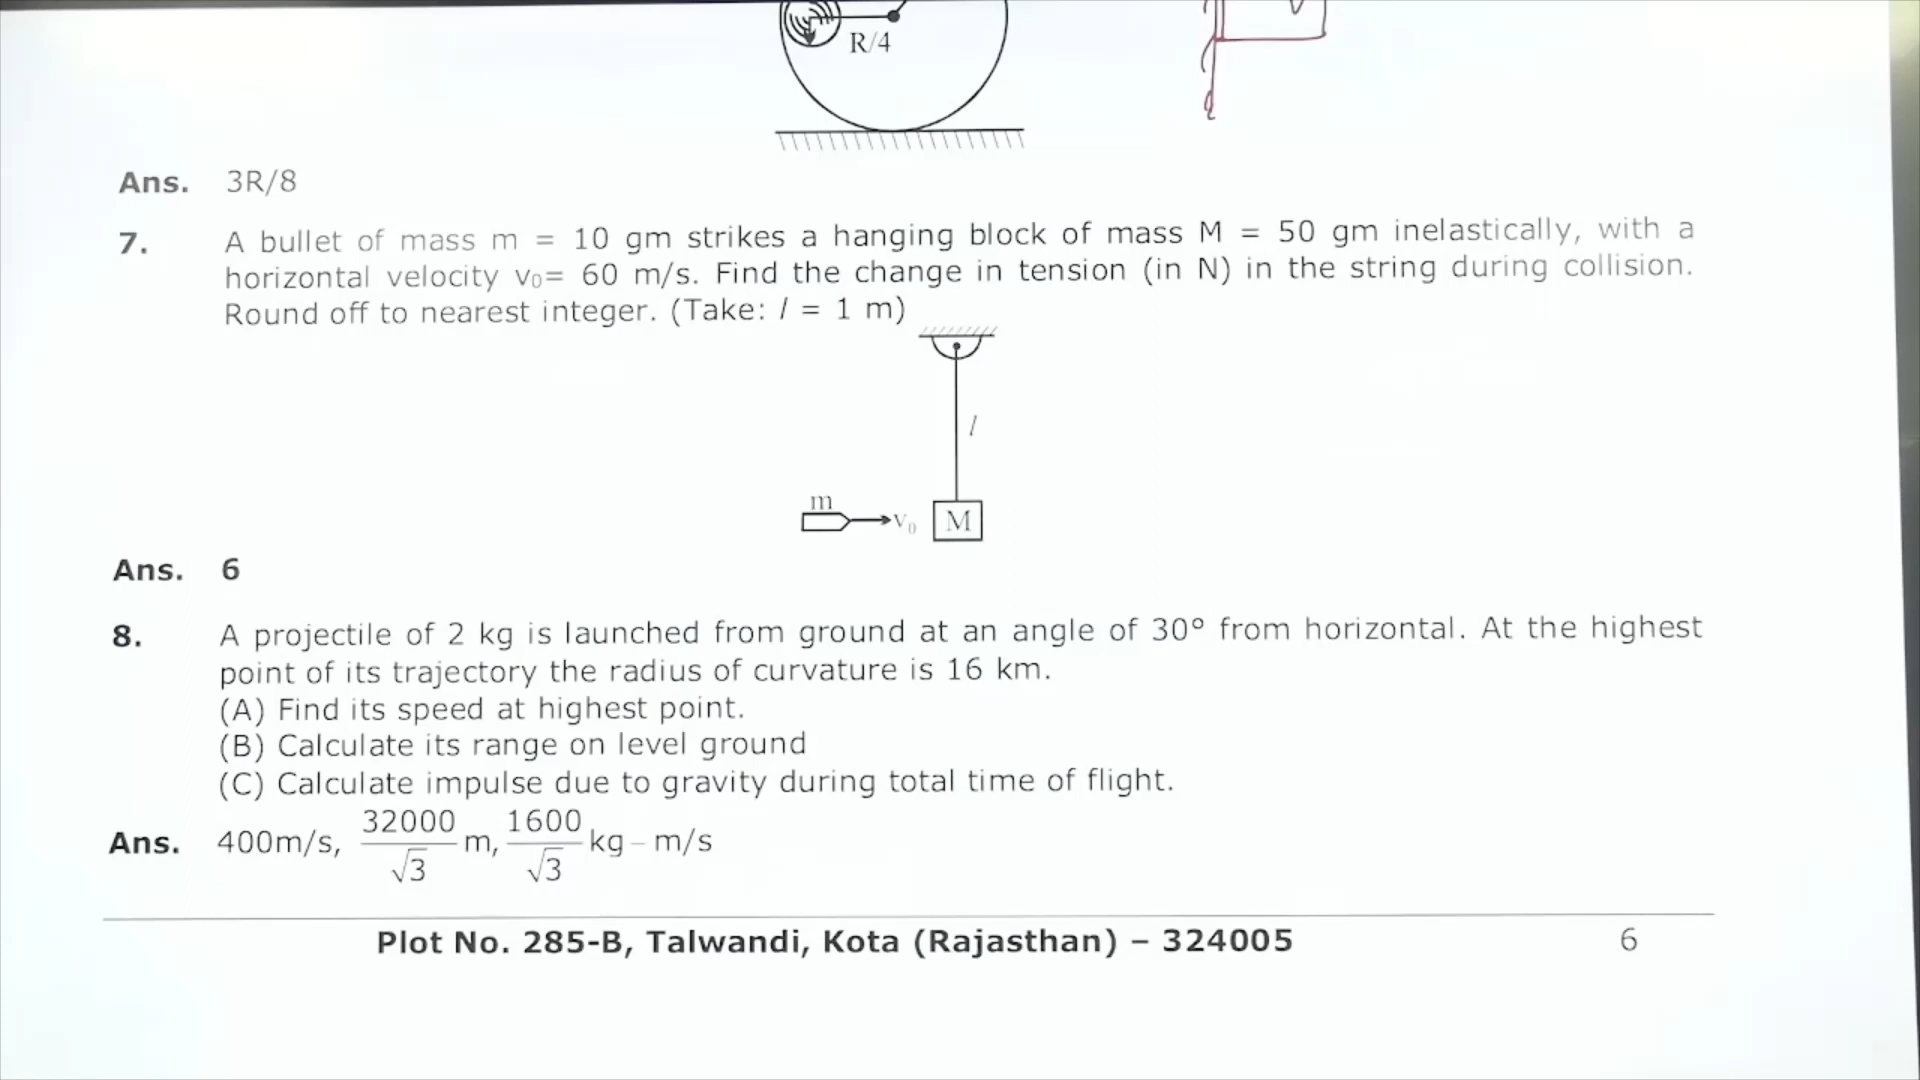 R/4
Ans. 3R/8
7. A bullet of mass m = 10 gm strikes a hanging block of mass M = 50 gm inelastically, with a
horizontal velocity v₀= 60 m/s. Find the change in tension (in N) in the string during collision.
Round off to nearest integer. (Take: l = 1 m)
l
m
v₀ M
Ans. 6
8. A projectile of 2 kg is launched from ground at an angle of 30° from horizontal. At the highest
point of its trajectory the radius of curvature is 16 km.
(A) Find its speed at highest point.
(B) Calculate its range on level ground
(C) Calculate impulse due to gravity during total time of flight.
Ans. 400m/s, 32000/√3 m, 1600/√3 kg – m/s
Plot No. 285-B, Talwandi, Kota (Rajasthan) – 324005 6